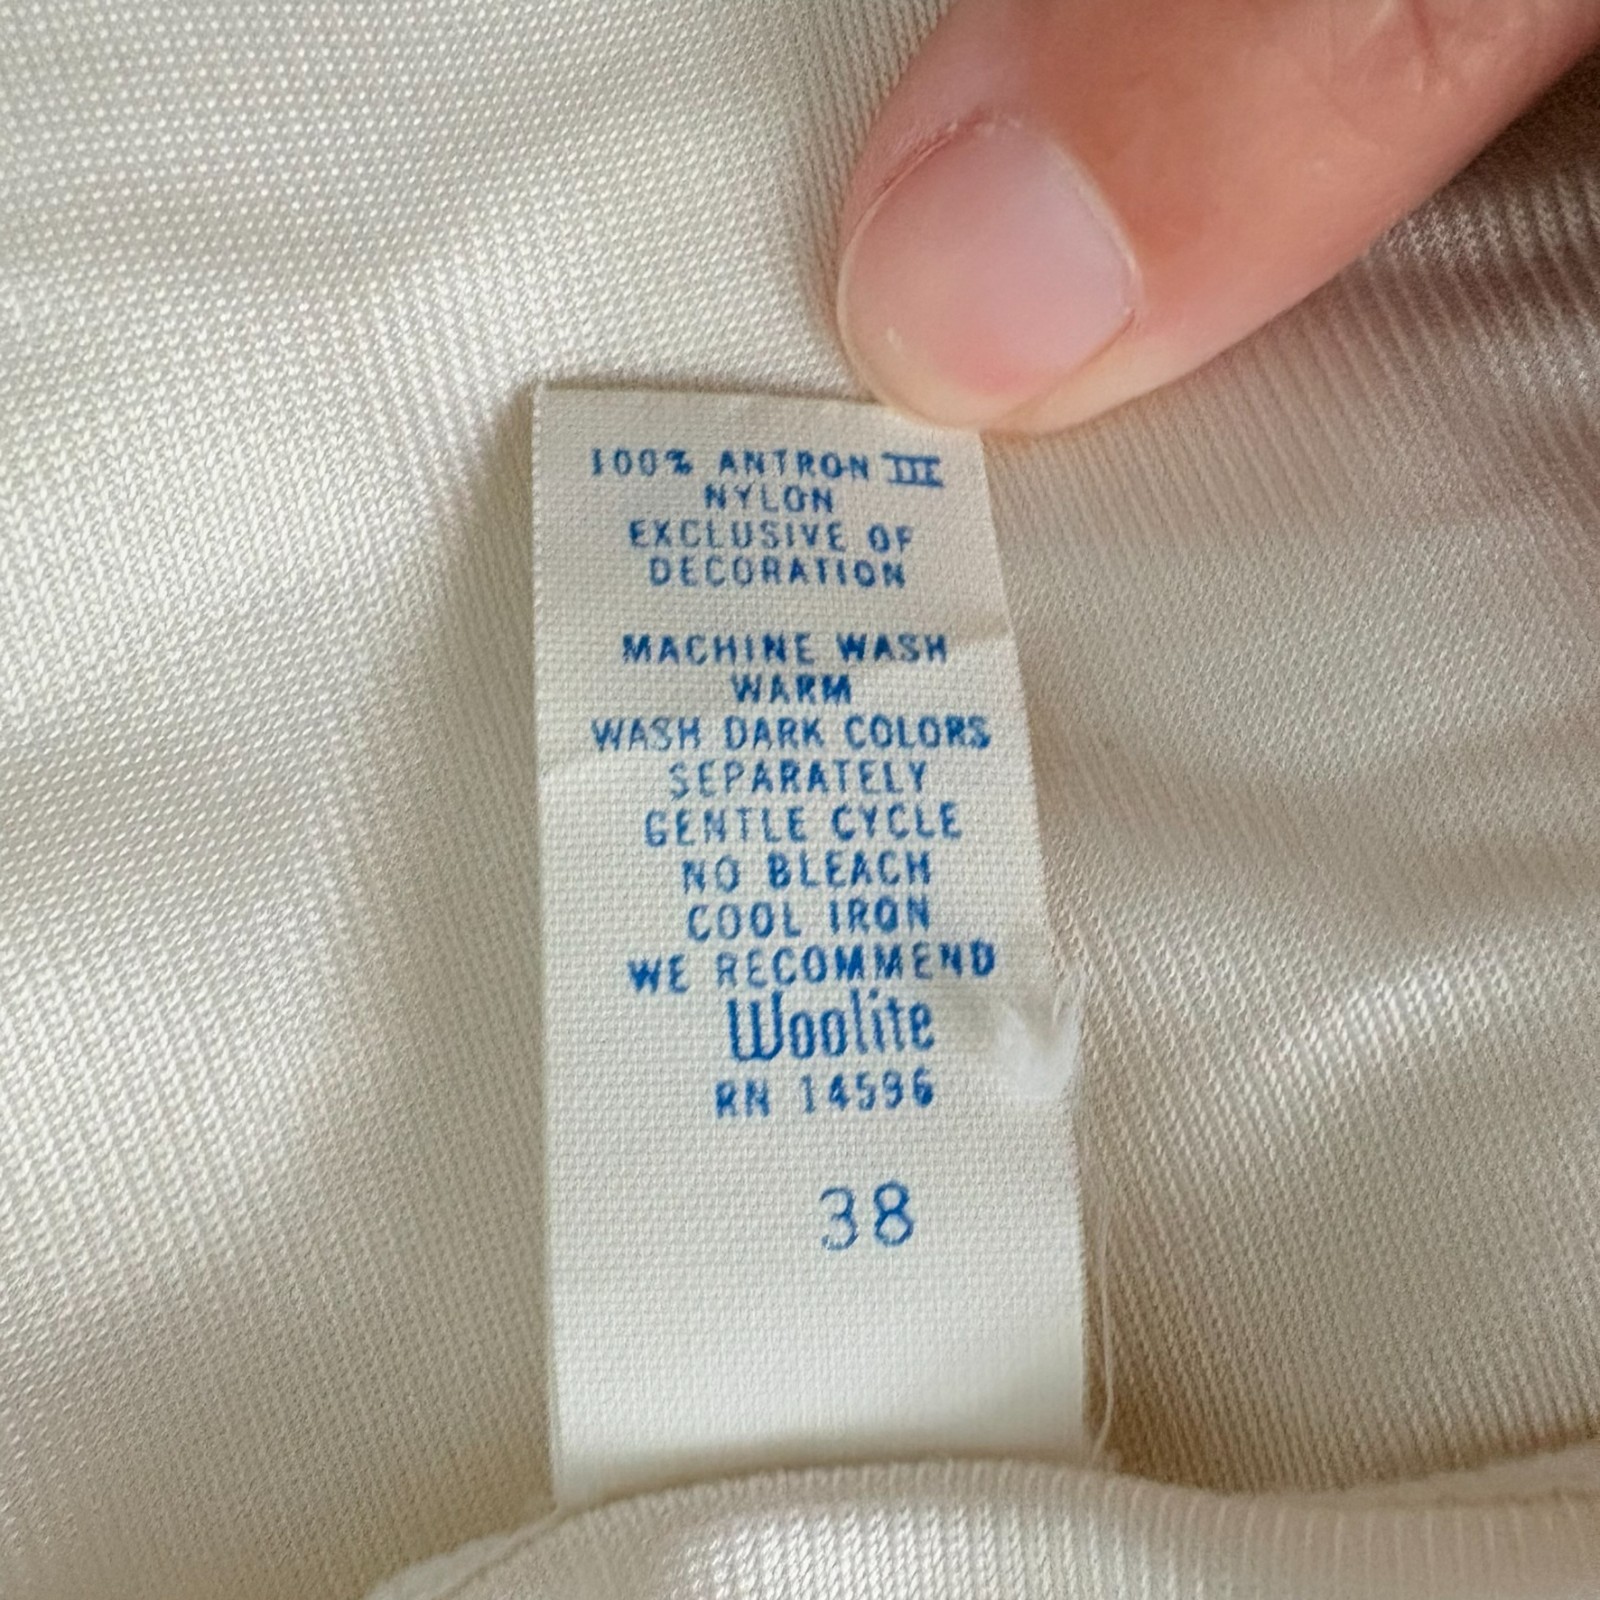 100% ANTRON III
NYLON
EXCLUSIVE OF
DECORATION
MACHINE WASH
WARM
WASH DARK COLORS
SEPARATELY
GENTLE CYCLE
NO BLEACH
COOL IRON
WE RECOMMEND
Woolite
RN 14596
38